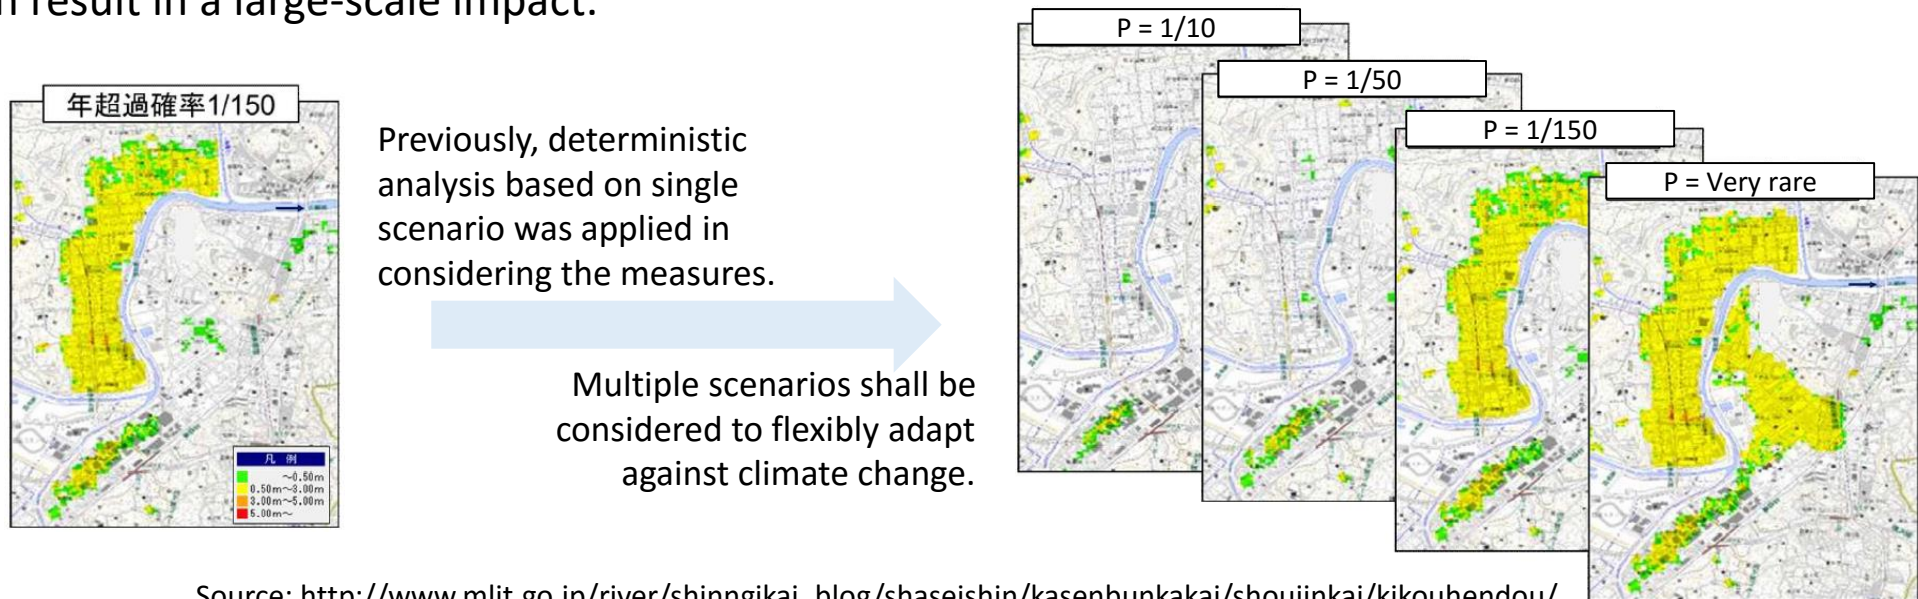 n result in a large-scale impact.
年超過確率1/150
凡 例
～0.50m
0.50m～3.00m
3.00m～5.00m
5.00m～
Previously, deterministic
analysis based on single
scenario was applied in
considering the measures.
Multiple scenarios shall be
considered to flexibly adapt
against climate change.
P = 1/10
P = 1/50
P = 1/150
P = Very rare
Source: http://www.mlit.go.jp/river/shinngikai_blog/shaseishin/kasenbunkakai/shouiinkai/kikouhendou/